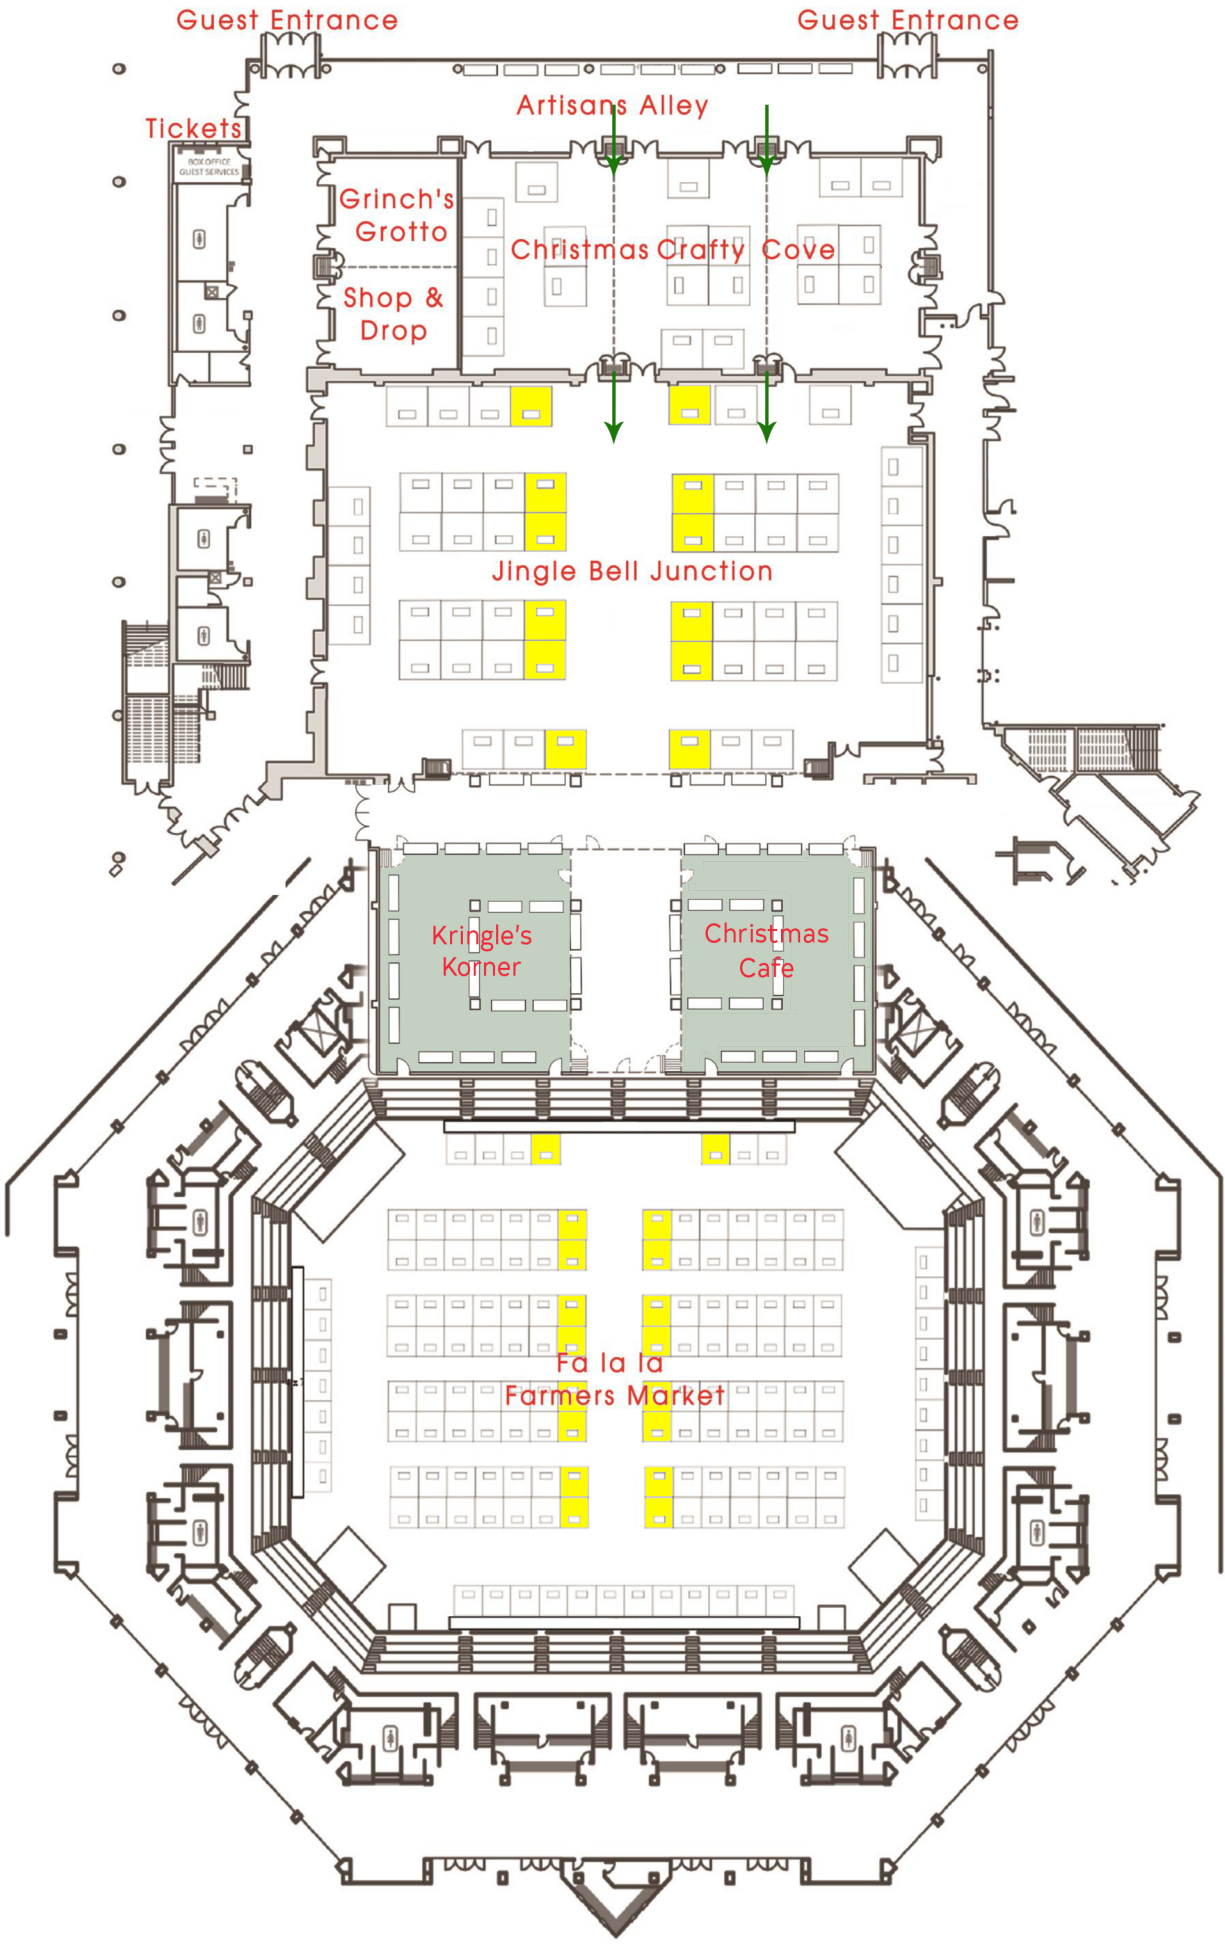 Guest Entrance
Guest Entrance
Artisans Alley
Tickets
BOX OFFICE
GUEST SERVICES
Grinch's
Grotto
Christmas Crafty Cove
Shop &
Drop
Jingle Bell Junction
Kringle's
Korner
Christmas
Cafe
Fa la la
Farmers Market